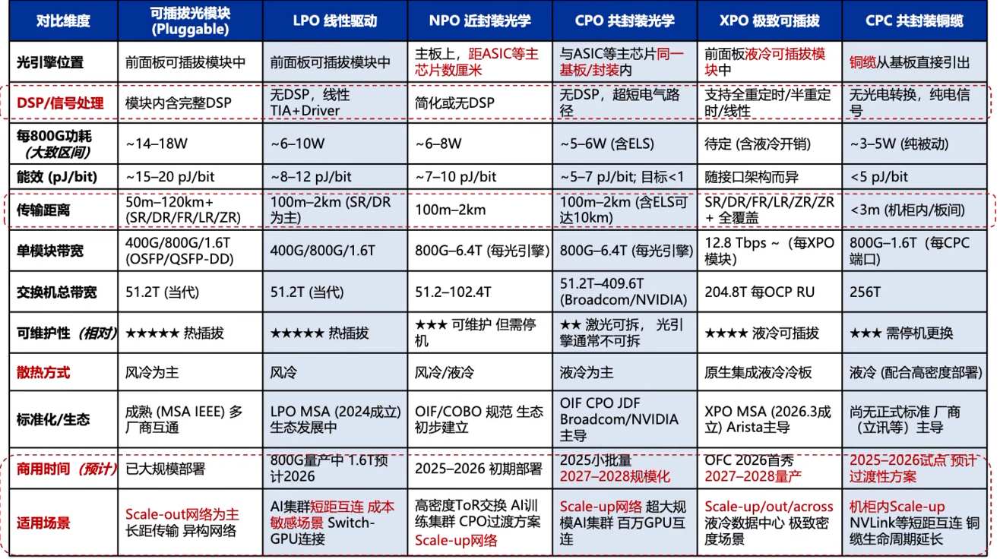 对比维度
可插拔光模块
(Pluggable)
LPO 线性驱动
NPO 近封装光学
CPO 共封装光学
XPO 极致可插拔
CPC 共封装铜缆
光引擎位置
前面板可插拔模块中
前面板可插拔模块中
主板上，距ASIC等主
芯片数厘米
与ASIC等主芯片同一
基板/封装内
前面板液冷可插拔模
块中
铜缆从基板直接引出
DSP/信号处理
模块内含完整DSP
无DSP，线性
TIA+Driver
简化或无DSP
无DSP，超短电气路
径
支持全重定时/半重定
时/线性
无光电转换，纯电信
号
每800G功耗
（大致区间）
~14–18W
~6–10W
~6–8W
~5–6W (含ELS)
待定 (含液冷开销)
~3–5W (纯被动)
能效 (pJ/bit)
~15–20 pJ/bit
~8–12 pJ/bit
~7–10 pJ/bit
~5–7 pJ/bit; 目标<1
随接口架构而异
<5 pJ/bit
传输距离
50m–120km+
(SR/DR/FR/LR/ZR)
100m–2km (SR/DR
为主)
100m–2km
100m–2km (含ELS可
达10km)
SR/DR/FR/LR/ZR/ZR
+ 全覆盖
<3m (机柜内/板间)
单模块带宽
400G/800G/1.6T
(OSFP/QSFP-DD)
400G/800G/1.6T
800G–6.4T (每光引擎)
800G–6.4T (每光引擎)
12.8 Tbps ~（每XPO
模块）
800G–1.6T（每CPC
端口）
交换机总带宽
51.2T (当代)
51.2T (当代)
51.2–102.4T
51.2T–409.6T
(Broadcom/NVIDIA)
204.8T 每OCP RU
256T
可维护性（相对）
★★★★★ 热插拔
★★★★★ 热插拔
★★★ 可维护 但需停
机
★★ 激光可拆， 光引
擎通常不可拆
★★★★ 液冷可插拔
★★★ 需停机更换
散热方式
风冷为主
风冷
风冷/液冷
液冷为主
原生集成液冷冷板
液冷 (配合高密度部署)
标准化/生态
成熟 (MSA IEEE) 多
厂商互通
LPO MSA (2024成立)
生态发展中
OIF/COBO 规范 生态
初步建立
OIF CPO JDF
Broadcom/NVIDIA
主导
XPO MSA (2026.3成
立) Arista主导
尚无正式标准 厂商
（立讯等）主导
商用时间（预计）
已大规模部署
800G量产中 1.6T预
计2026
2025–2026 初期部署
2025小批量
2027–2028规模化
OFC 2026首秀
2027–2028量产
2025–2026试点 预计
过渡性方案
适用场景
Scale-out网络为主
长距传输 异构网络
AI集群短距互连 成本
敏感场景 Switch-
GPU连接
高密度ToR交换 AI训
练集群 CPO过渡方案
Scale-up网络
Scale-up网络 超大规
模AI集群 百万GPU互
连
Scale-up/out/across
液冷数据中心 极致密
度场景
机柜内Scale-up
NVLink等短距互连 铜
缆生命周期延长